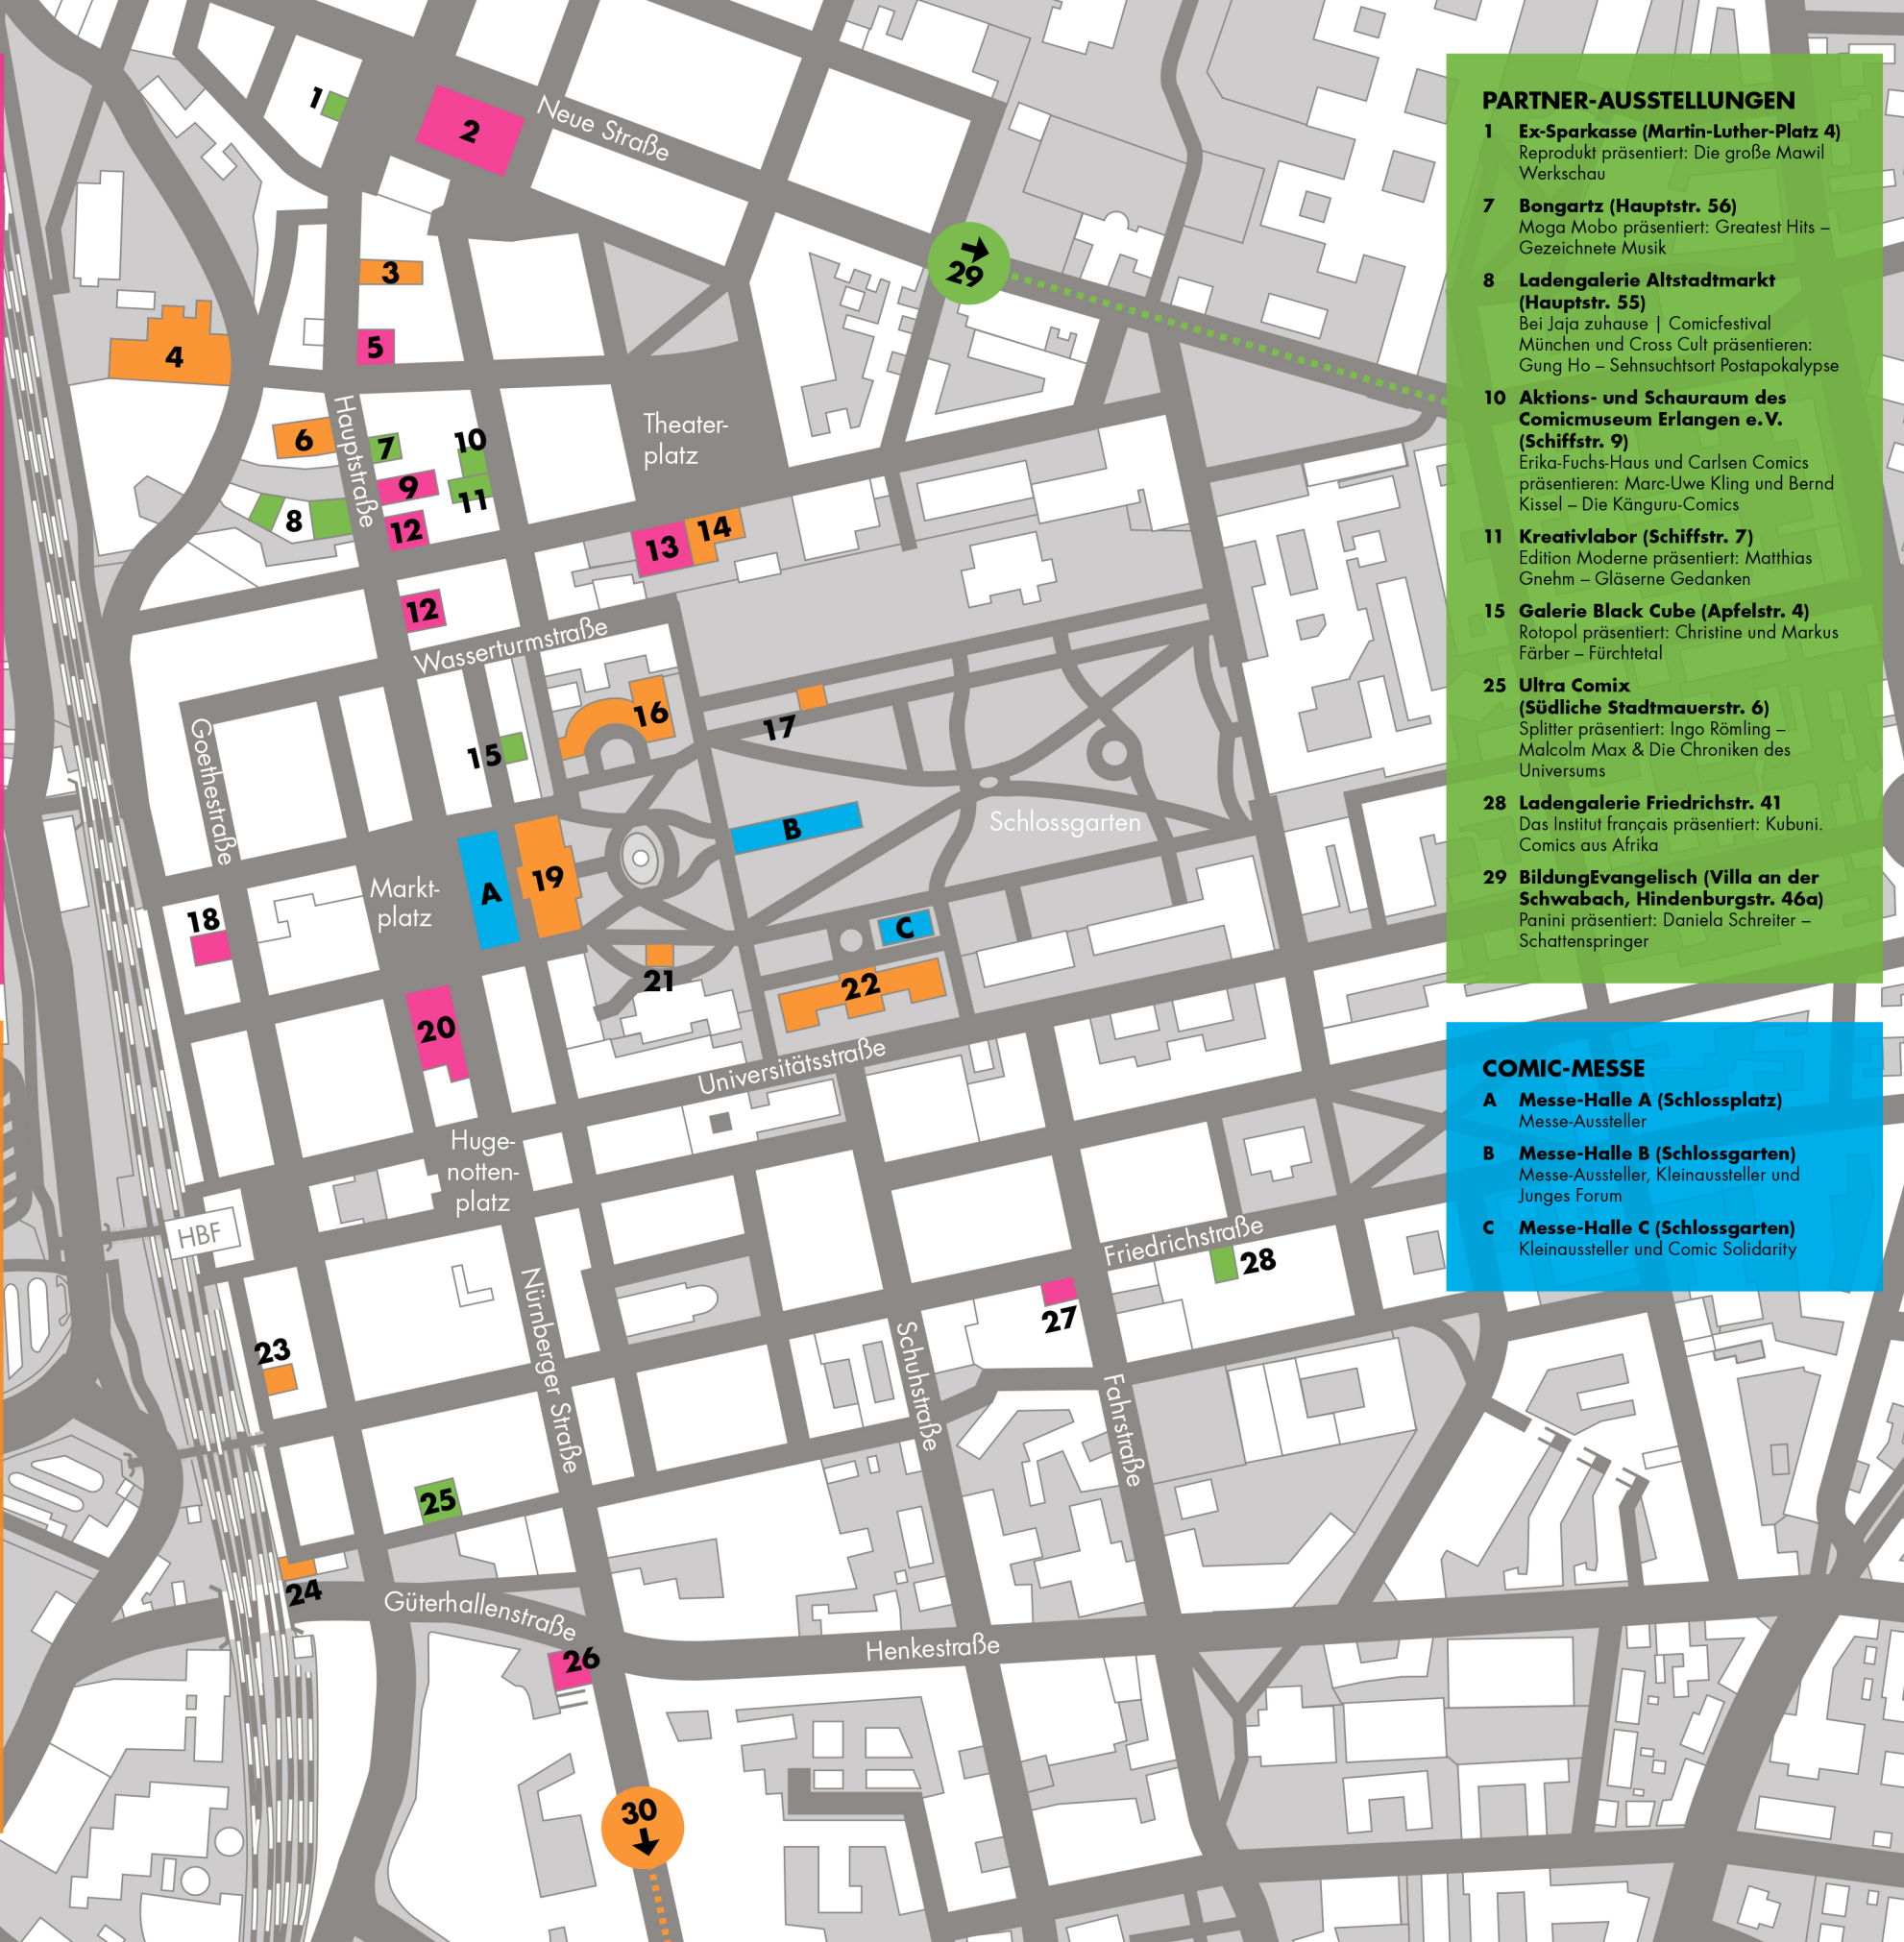 1
2
Neue Straße
29
3
4
5
6
Hauptstraße
7
8
9
10
11
12
Theater-
platz
13
14
12
Wasserturmstraße
Goethestraße
15
16
17
Schlossgarten
B
A
19
Markt-
platz
18
C
21
22
20
Universitätsstraße
Huge-
notten-
platz
HBF
Friedrichstraße
28
27
Nürnberger Straße
Schuhstraße
Fahrstraße
23
25
24
Güterhallenstraße
26
Henkestraße
30
PARTNER-AUSSTELLUNGEN
1 Ex-Sparkasse (Martin-Luther-Platz 4)
Reprodukt präsentiert: Die große Mawil
Werkschau
7 Bongartz (Hauptstr. 56)
Moga Mobo präsentiert: Greatest Hits –
Gezeichnete Musik
8 Ladengalerie Altstadtmarkt
(Hauptstr. 55)
Bei Jaja zuhause | Comicfestival
München und Cross Cult präsentieren:
Gung Ho – Sehnsuchtsort Postapokalypse
10 Aktions- und Schauraum des
Comicmuseum Erlangen e.V.
(Schiffstr. 9)
Erika-Fuchs-Haus und Carlsen Comics
präsentieren: Marc-Uwe Kling und Bernd
Kissel – Die Känguru-Comics
11 Kreativlabor (Schiffstr. 7)
Edition Moderne präsentiert: Matthias
Gnehm – Gläserne Gedanken
15 Galerie Black Cube (Apfelstr. 4)
Rotopol präsentiert: Christine und Markus
Färber – Fürchtetal
25 Ultra Comix
(Südliche Stadtmauerstr. 6)
Splitter präsentiert: Ingo Römling –
Malcolm Max & Die Chroniken des
Universums
28 Ladengalerie Friedrichstr. 41
Das Institut français präsentiert: Kubuni.
Comics aus Afrika
29 BildungEvangelisch (Villa an der
Schwabach, Hindenburgstr. 46a)
Panini präsentiert: Daniela Schreiter –
Schattenspringer
COMIC-MESSE
A Messe-Halle A (Schlossplatz)
Messe-Aussteller
B Messe-Halle B (Schlossgarten)
Messe-Aussteller, Kleinaussteller und
Junges Forum
C Messe-Halle C (Schlossgarten)
Kleinaussteller und Comic Solidarity